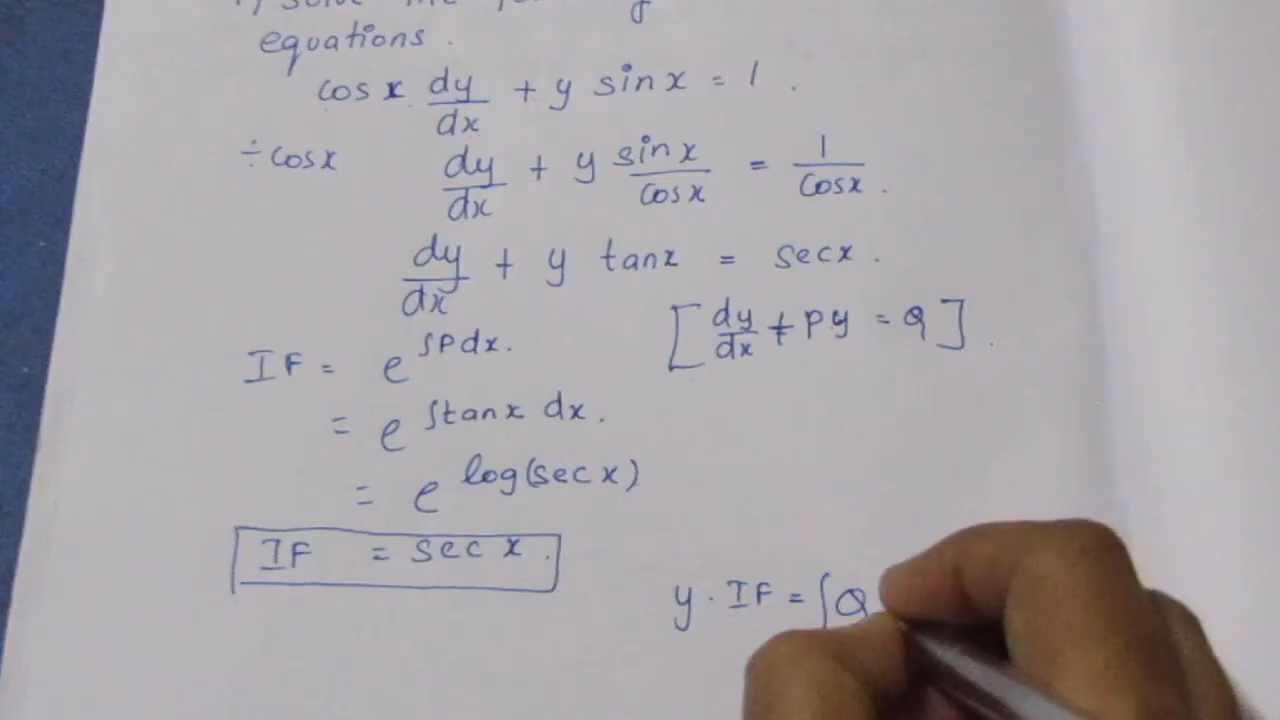 equations.
cos x dy/dx + y sin x = 1.
÷ cos x dy/dx + y sin x/cos x = 1/cos x.
dy/dx + y tan x = sec x.
[dy/dx + Py = Q].
IF = e^∫P dx.
= e^∫tan x dx.
= e^log(sec x)
IF = sec x.
y · IF = ∫Q